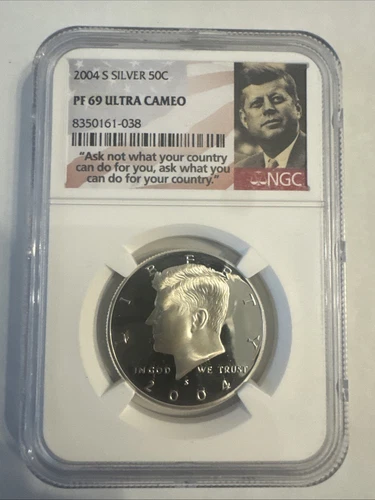 2004 S SILVER 50C
PF 69 ULTRA CAMEO
8350161-038
"Ask not what your country
can do for you, ask what you
can do for your country."
NGC
LIBERTY
IN GOD WE TRUST
S
2004